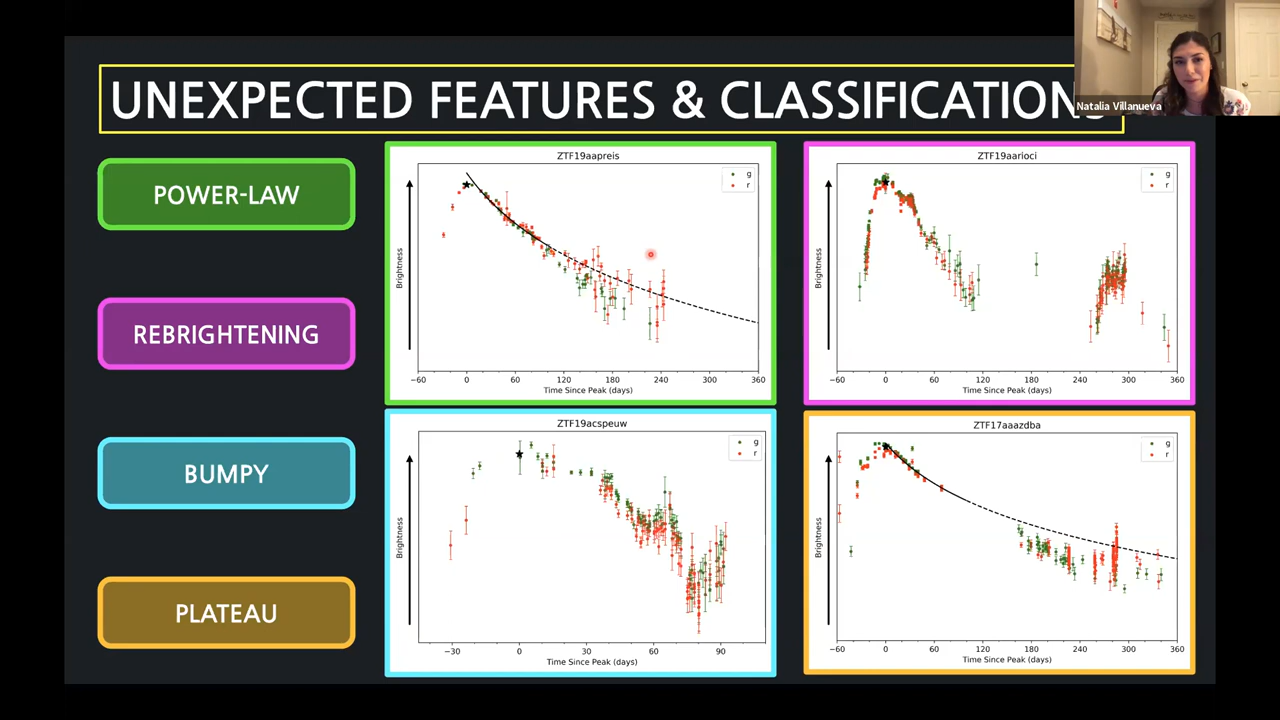 UNEXPECTED FEATURES & CLASSIFICATIONS
Natalia Villanueva
POWER-LAW
REBRIGHTENING
BUMPY
PLATEAU
ZTF19aapreis
g
r
Brightness
−60 0 60 120 180 240 300 360
Time Since Peak (days)
ZTF19aarioci
g
r
Brightness
−60 0 60 120 180 240 300 360
Time Since Peak (days)
ZTF19acspeuw
g
r
Brightness
−30 0 30 60 90
Time Since Peak (days)
ZTF17aaazdba
g
r
Brightness
−60 0 60 120 180 240 300 360
Time Since Peak (days)